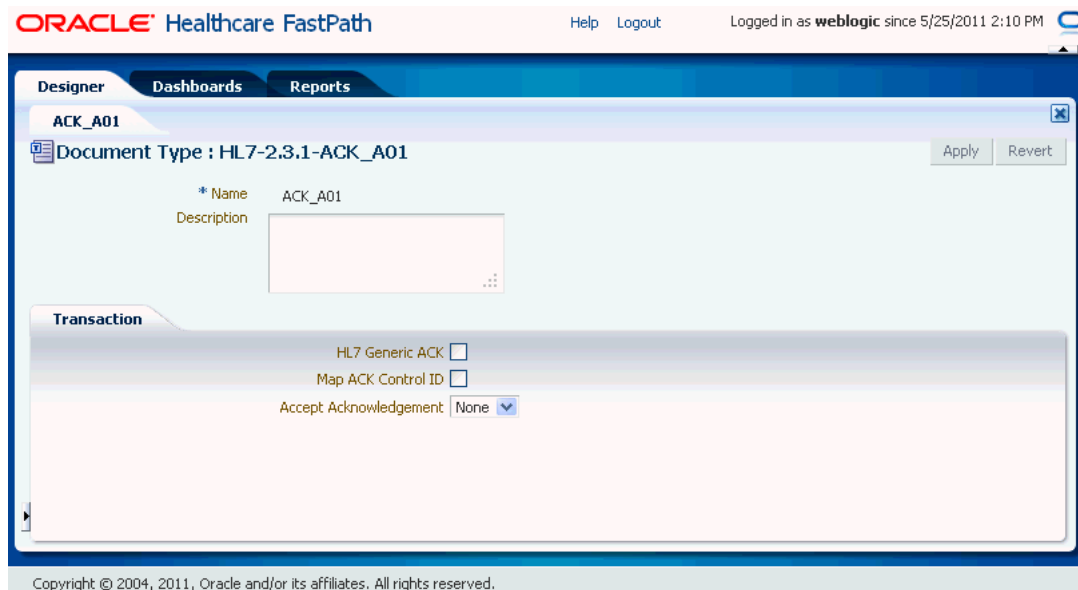 ORACLE Healthcare FastPath Help Logout Logged in as weblogic since 5/25/2011 2:10 PM
Designer Dashboards Reports
ACK_A01
Document Type : HL7-2.3.1-ACK_A01 Apply Revert
* Name ACK_A01
Description
Transaction
HL7 Generic ACK
Map ACK Control ID
Accept Acknowledgement None
Copyright © 2004, 2011, Oracle and/or its affiliates. All rights reserved.